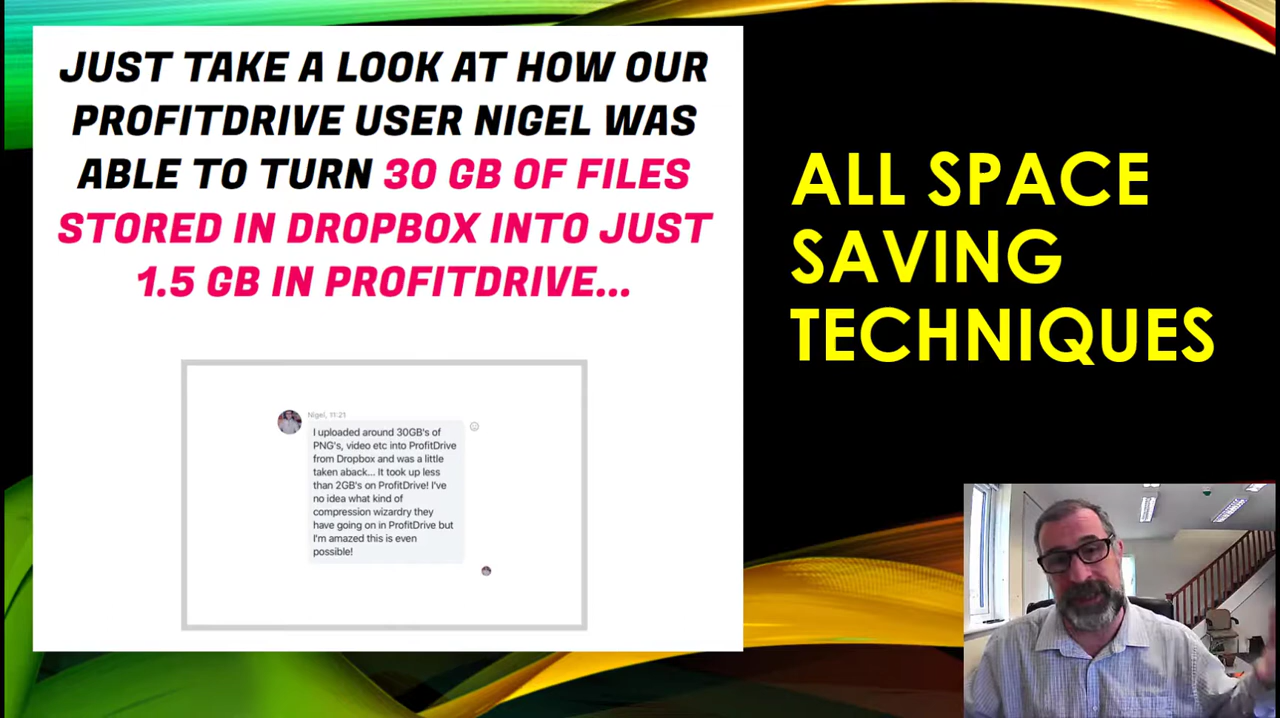 JUST TAKE A LOOK AT HOW OUR
PROFITDRIVE USER NIGEL WAS
ABLE TO TURN 30 GB OF FILES
STORED IN DROPBOX INTO JUST
1.5 GB IN PROFITDRIVE...
Nigel, 11:21
I uploaded around 30GB's of
PNG's, video etc into ProfitDrive
from Dropbox and was a little
taken aback... It took up less
than 2GB's on ProfitDrive! I've
no idea what kind of
compression wizardry they
have going on in ProfitDrive but
I'm amazed this is even
possible!
ALL SPACE
SAVING
TECHNIQUES